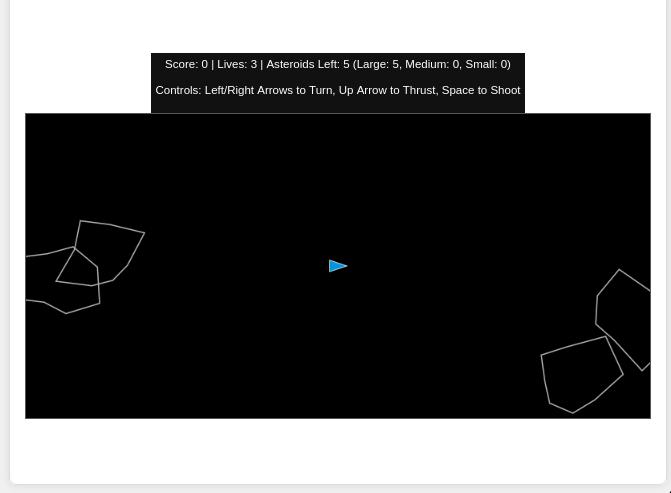 Score: 0 | Lives: 3 | Asteroids Left: 5 (Large: 5, Medium: 0, Small: 0)
Controls: Left/Right Arrows to Turn, Up Arrow to Thrust, Space to Shoot